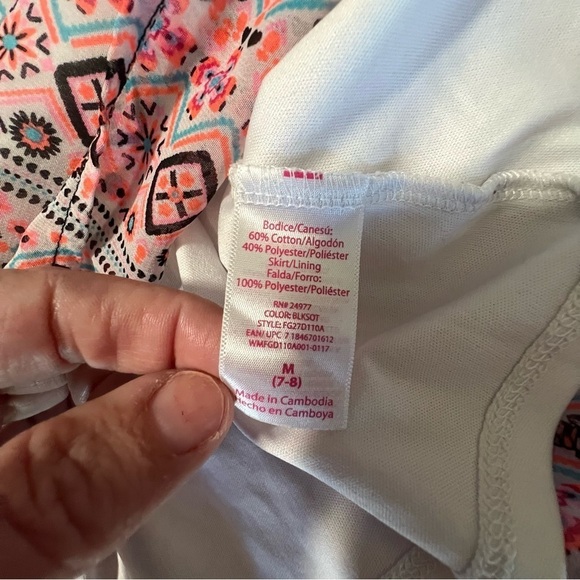 Bodice/Canesú:
60% Cotton/Algodón
40% Polyester/Poliéster
Skirt/Lining
Falda/Forro:
100% Polyester/Poliéster
RN# 24977
COLOR: BLKSOT
STYLE: FG27D110A
EAN/ UPC 7 1846701612
WMFGD110A001-0117
M
(7-8)
Made in Cambodia
Hecho en Camboya